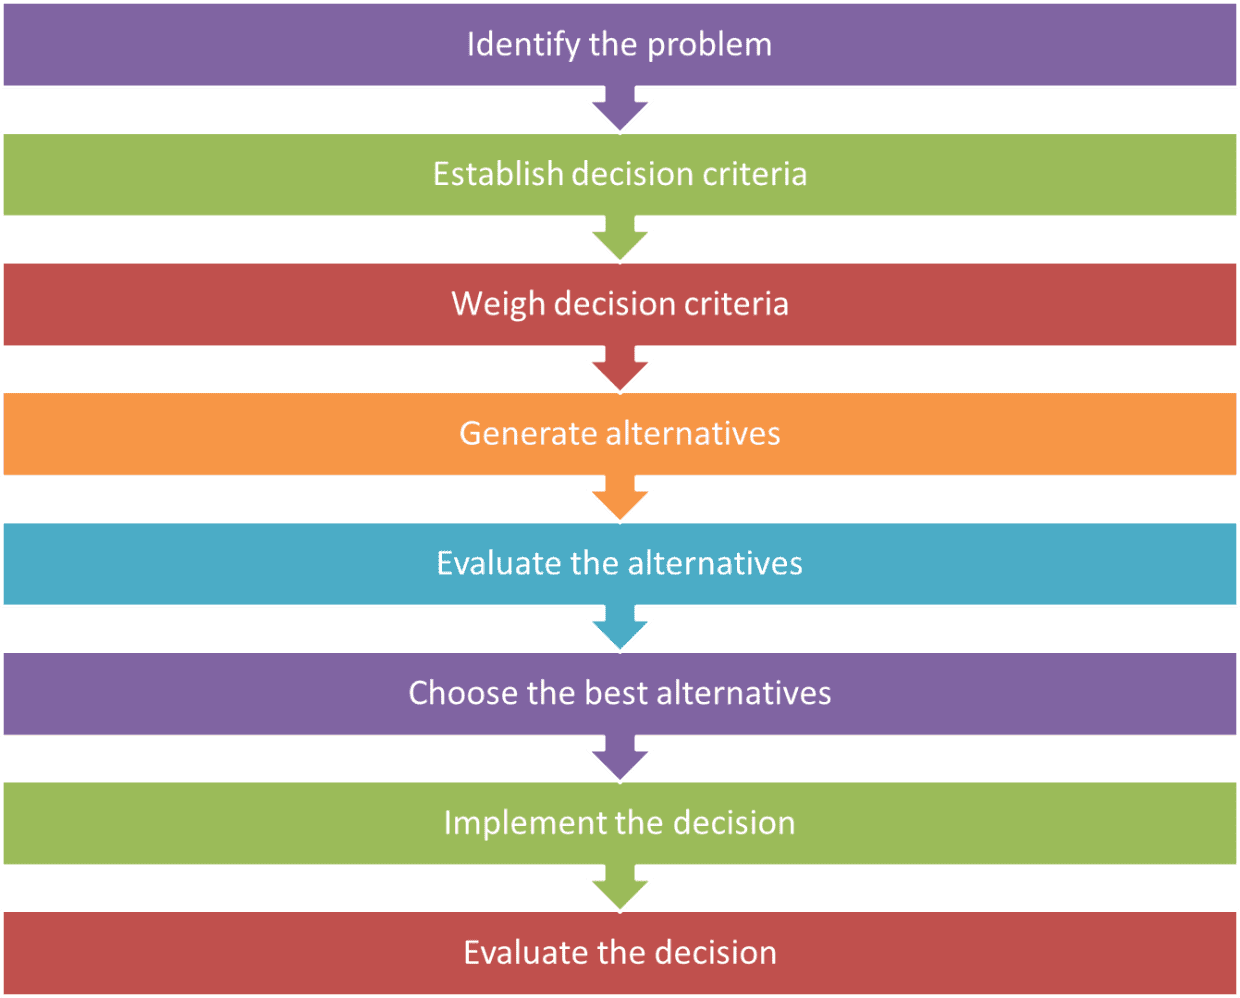 Identify the problem
Establish decision criteria
Weigh decision criteria
Generate alternatives
Evaluate the alternatives
Choose the best alternatives
Implement the decision
Evaluate the decision